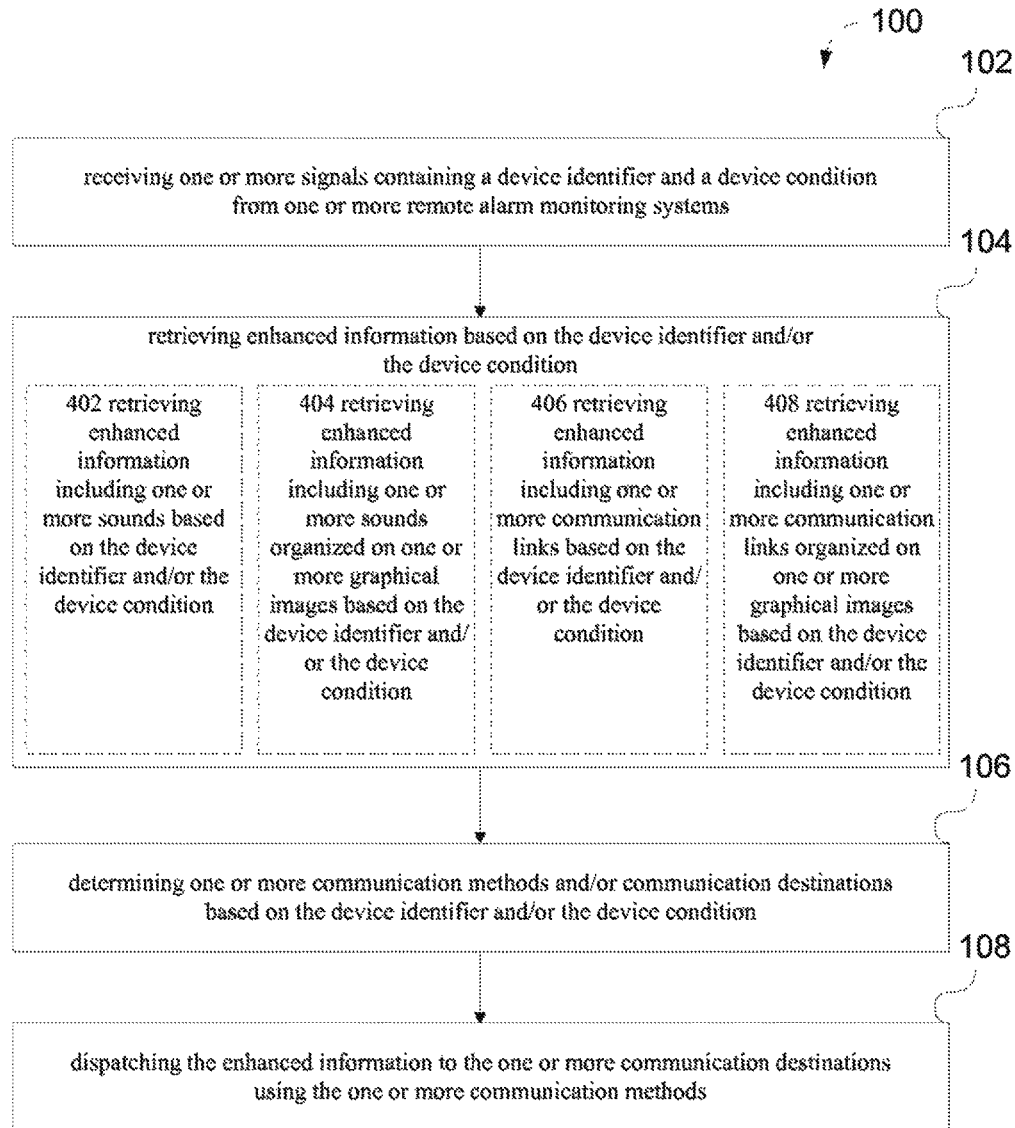 100
102
receiving one or more signals containing a device identifier and a device condition
from one or more remote alarm monitoring systems
104
retrieving enhanced information based on the device identifier and/or
the device condition
402 retrieving
enhanced
information
including one or
more sounds based
on the device
identifier and/or the
device condition
404 retrieving
enhanced
information
including one or
more sounds
organized on one or
more graphical
images based on the
device identifier and/
or the device
condition
406 retrieving
enhanced
information
including one or
more communication
links based on the
device identifier and/
or the device
condition
408 retrieving
enhanced
information
including one or
more communication
links organized on
one or more
graphical images
based on the device
identifier and/or the
device condition
106
determining one or more communication methods and/or communication destinations
based on the device identifier and/or the device condition
108
dispatching the enhanced information to the one or more communication destinations
using the one or more communication methods